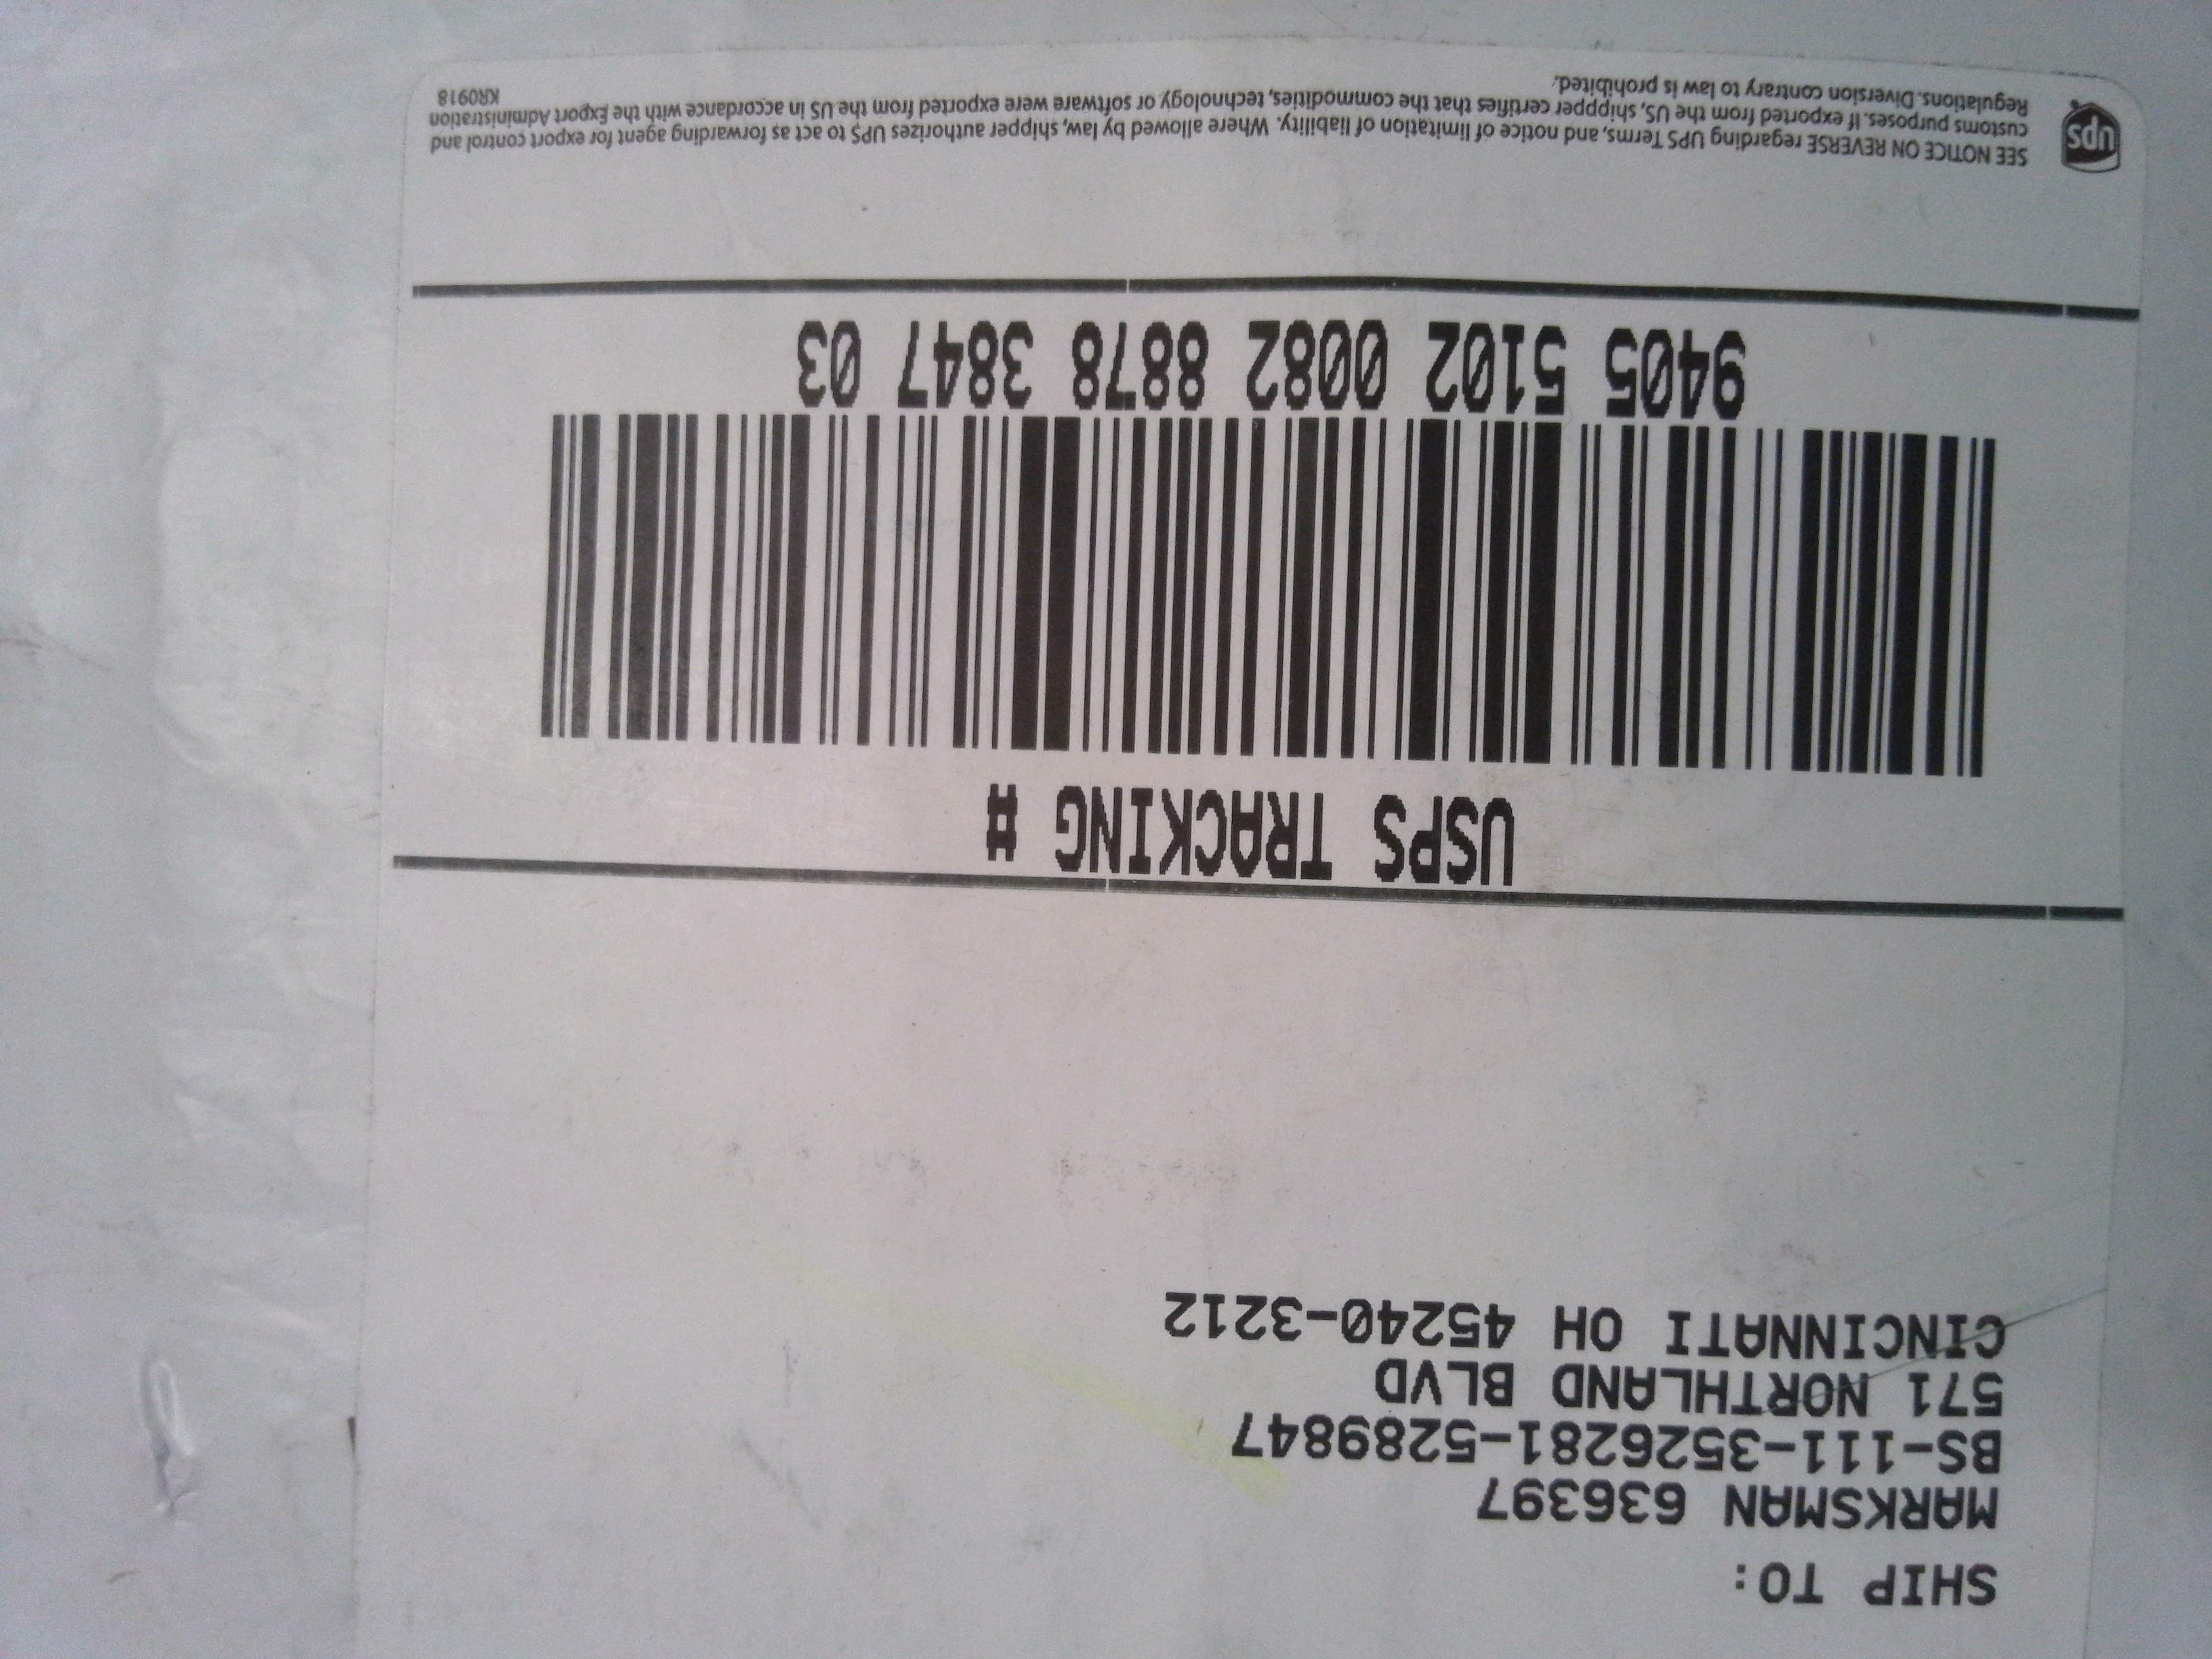 SHIP TO:
MARKSMAN 636397
BS-111-3526281-5289847
571 NORTHLAND BLVD
CINCINNATI OH 45240-3212
USPS TRACKING #
9405 5102 0082 8878 3847 03
ups
SEE NOTICE ON REVERSE regarding UPS Terms, and notice of limitation of liability. Where allowed by law, shipper authorizes UPS to act as forwarding agent for export control and
customs purposes. If exported from the US, shippper certifies that the commodities, technology or software were exported from the US in accordance with the Export Administration
Regulations. Diversion contrary to law is prohibited.
KR0918